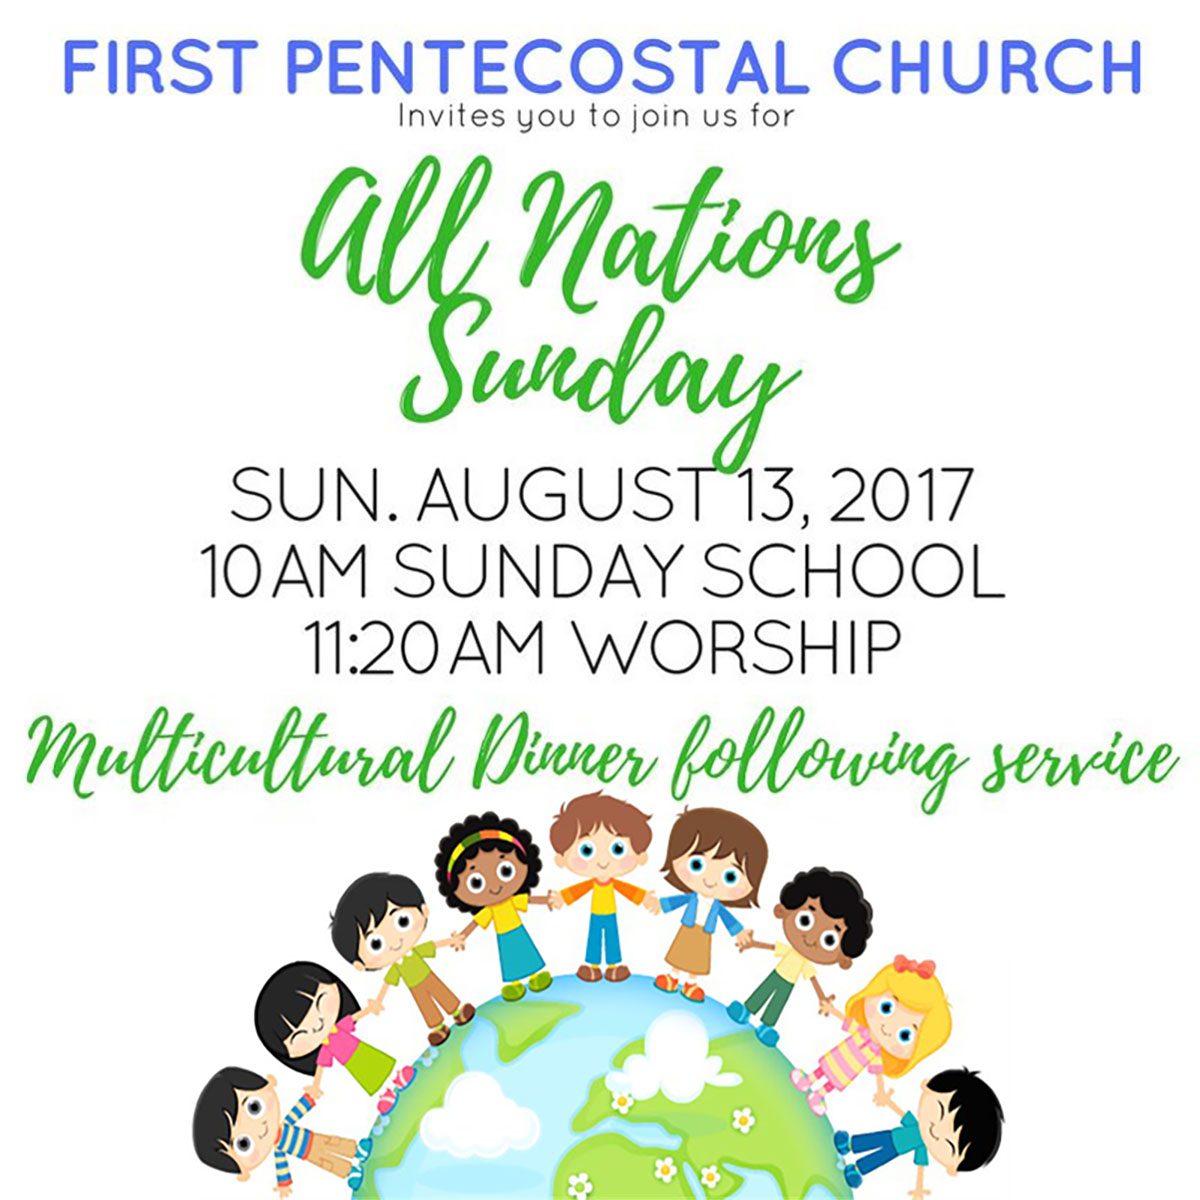 FIRST PENTECOSTAL CHURCH
Invites you to join us for
All Nations
Sunday
SUN. AUGUST 13, 2017
10 AM SUNDAY SCHOOL
11:20 AM WORSHIP
Multicultural Dinner following service